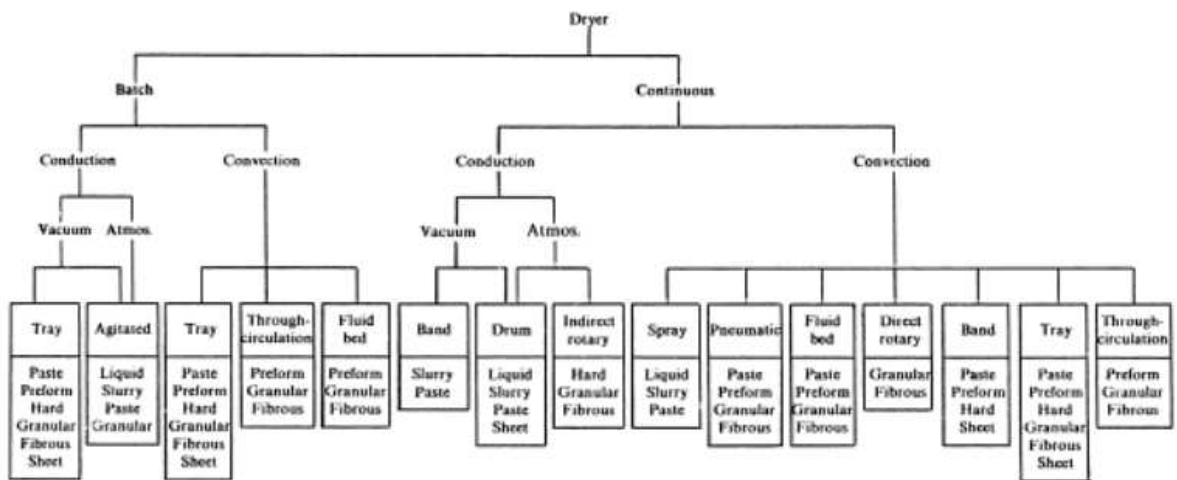 Dryer
Batch
Continuous
Conduction
Convection
Conduction
Convection
Vacuum
Atmos.
Vacuum
Atmos.
Tray
Paste
Preform
Hard
Granular
Fibrous
Sheet
Agitated
Liquid
Slurry
Paste
Granular
Tray
Paste
Preform
Hard
Granular
Fibrous
Sheet
Through-
circulation
Preform
Granular
Fibrous
Fluid
bed
Preform
Granular
Fibrous
Band
Slurry
Paste
Drum
Liquid
Slurry
Paste
Sheet
Indirect
rotary
Hard
Granular
Fibrous
Spray
Liquid
Slurry
Paste
Pneumatic
Paste
Preform
Granular
Fibrous
Fluid
bed
Paste
Preform
Granular
Fibrous
Direct
rotary
Granular
Fibrous
Band
Paste
Preform
Hard
Sheet
Tray
Paste
Preform
Hard
Granular
Fibrous
Sheet
Through-
circulation
Preform
Granular
Fibrous